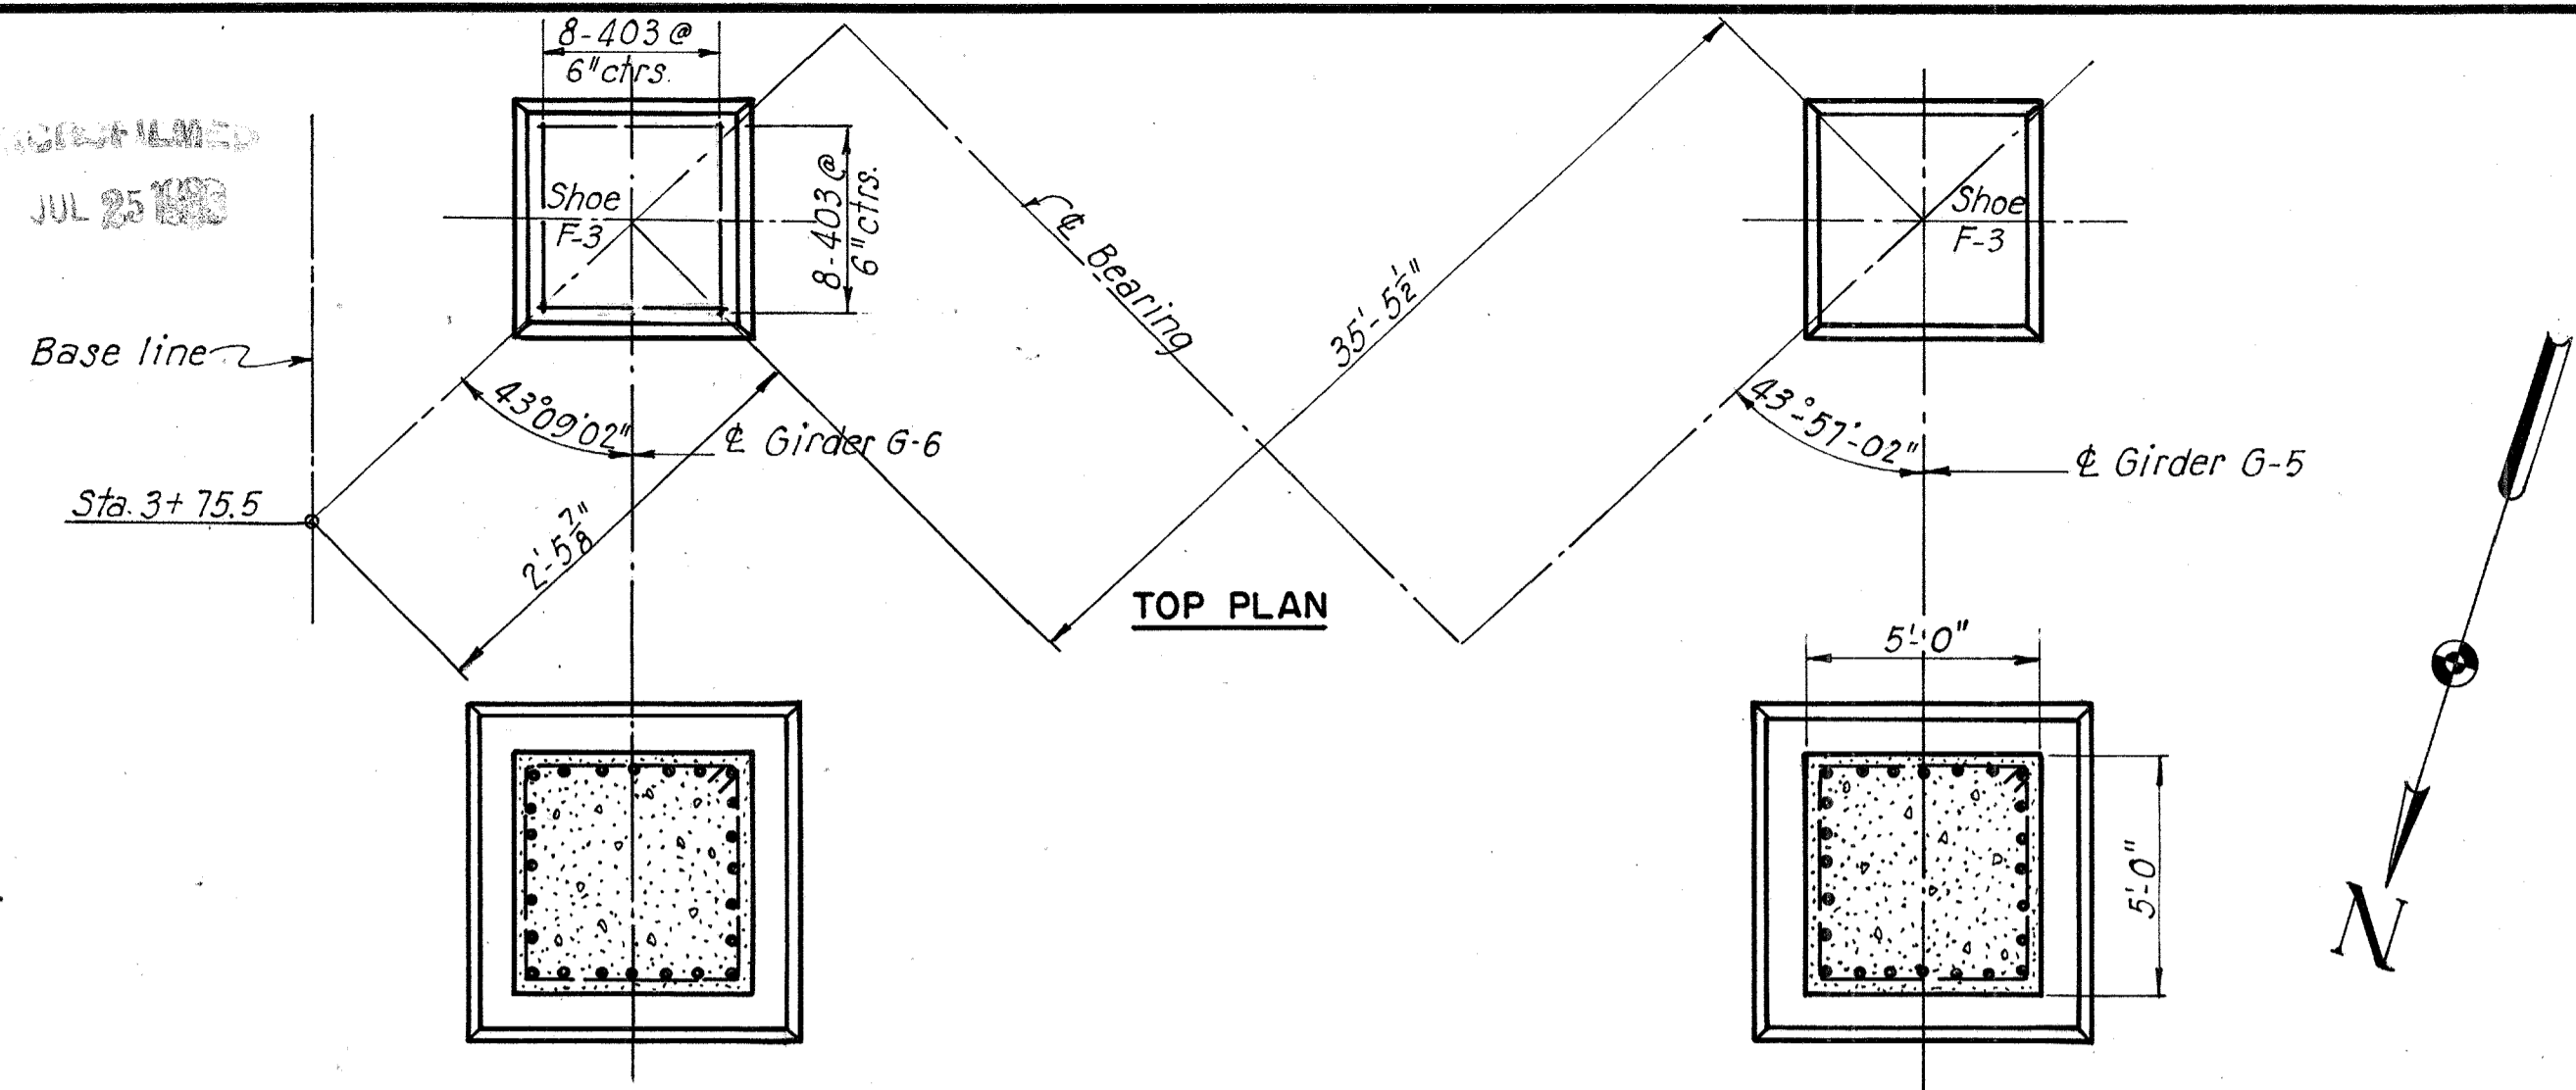 8-403 @
6" ctrs.
JUL 25
Shoe
F-3
8-403 @
6" ctrs.
℄ Bearing
35'-5½"
Shoe
F-3
Base line
43°09'02"
℄ Girder G-6
43°-57'-02"
℄ Girder G-5
Sta. 3+75.5
2'-5⅞"
TOP PLAN
5'-0"
5'-0"
N